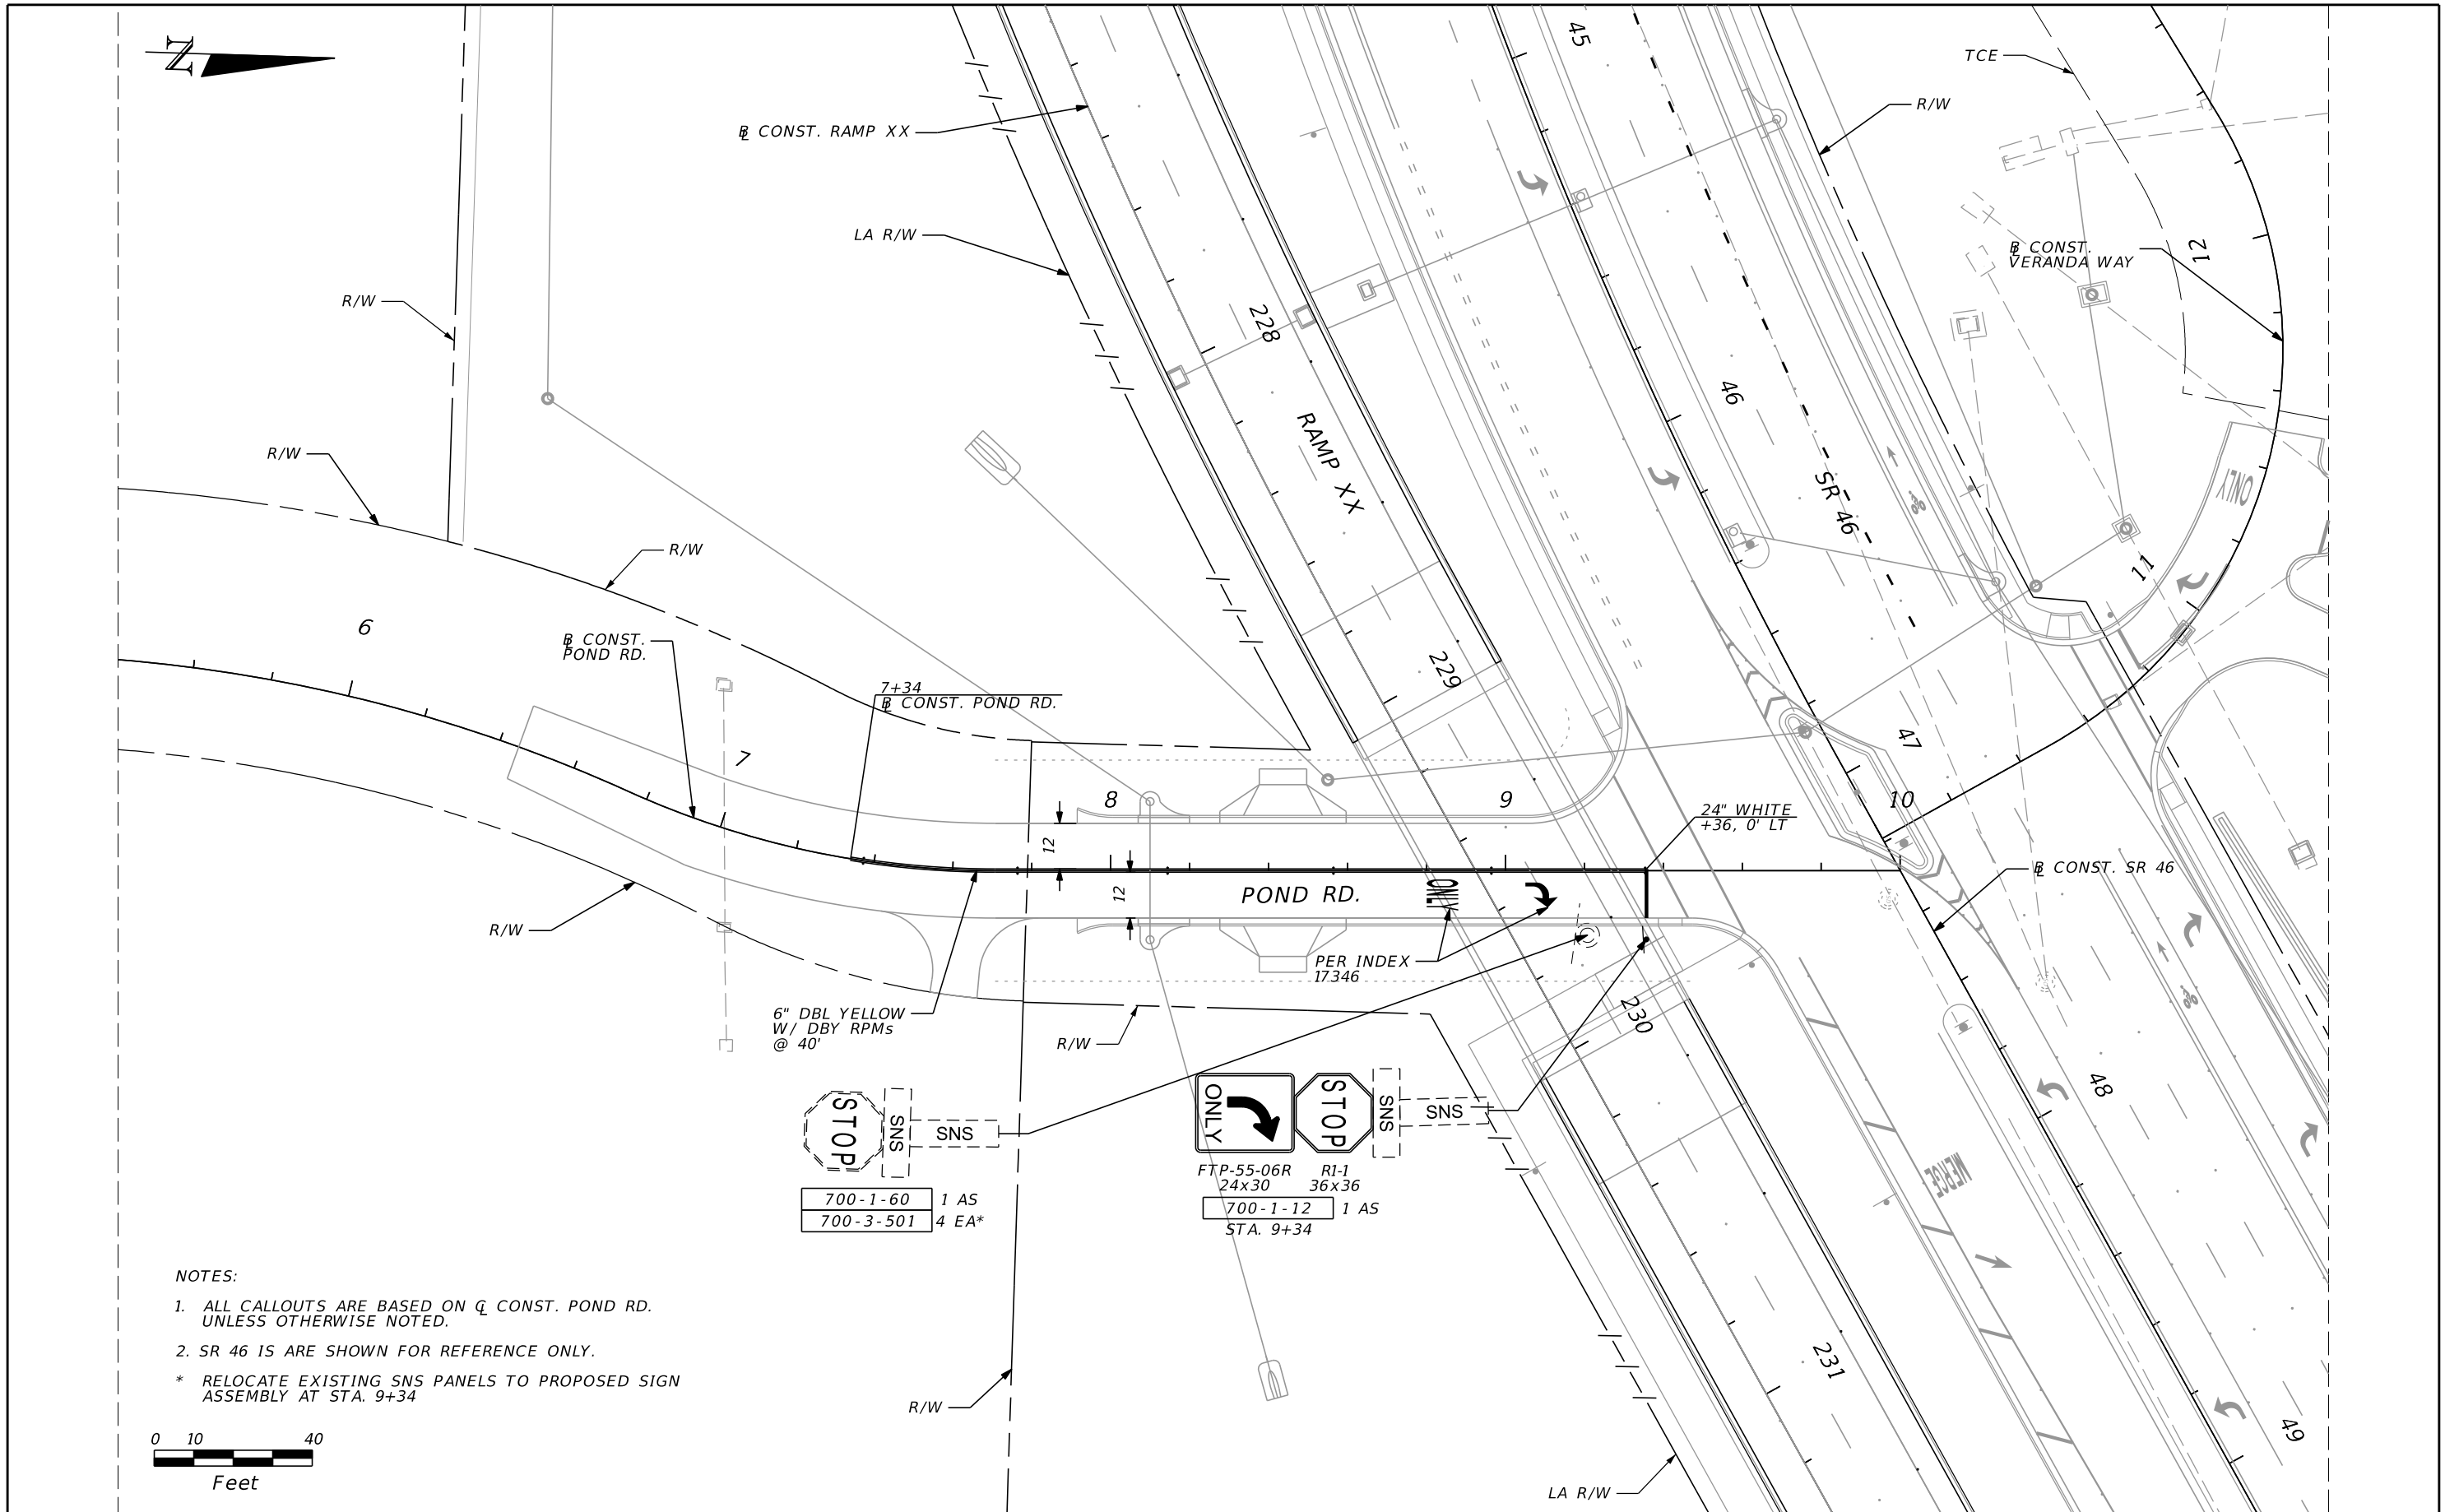 N
TCE
R/W
45
℄ CONST. RAMP XX
LA R/W
R/W
228
12
℄ CONST.
VERANDA WAY
R/W
RAMP XX
46
SR 46
ONLY
R/W
11
6
℄ CONST.
POND RD.
7+34
℄ CONST. POND RD.
229
7
47
8
9
10
24" WHITE
+36, 0' LT
12
12
POND RD.
ONLY
℄ CONST. SR 46
R/W
PER INDEX
17346
6" DBL YELLOW
W/ DBY RPMs
@ 40'
R/W
230
48
STOP
SNS
SNS
ONLY
STOP
SNS
SNS
FTP-55-06R
24x30
R1-1
36x36
700-1-60 1 AS
700-3-501 4 EA*
700-1-12 1 AS
STA. 9+34
MERGE
NOTES:
1. ALL CALLOUTS ARE BASED ON ℄ CONST. POND RD.
UNLESS OTHERWISE NOTED.
2. SR 46 IS ARE SHOWN FOR REFERENCE ONLY.
* RELOCATE EXISTING SNS PANELS TO PROPOSED SIGN
ASSEMBLY AT STA. 9+34
231
R/W
49
0 10 40
Feet
LA R/W